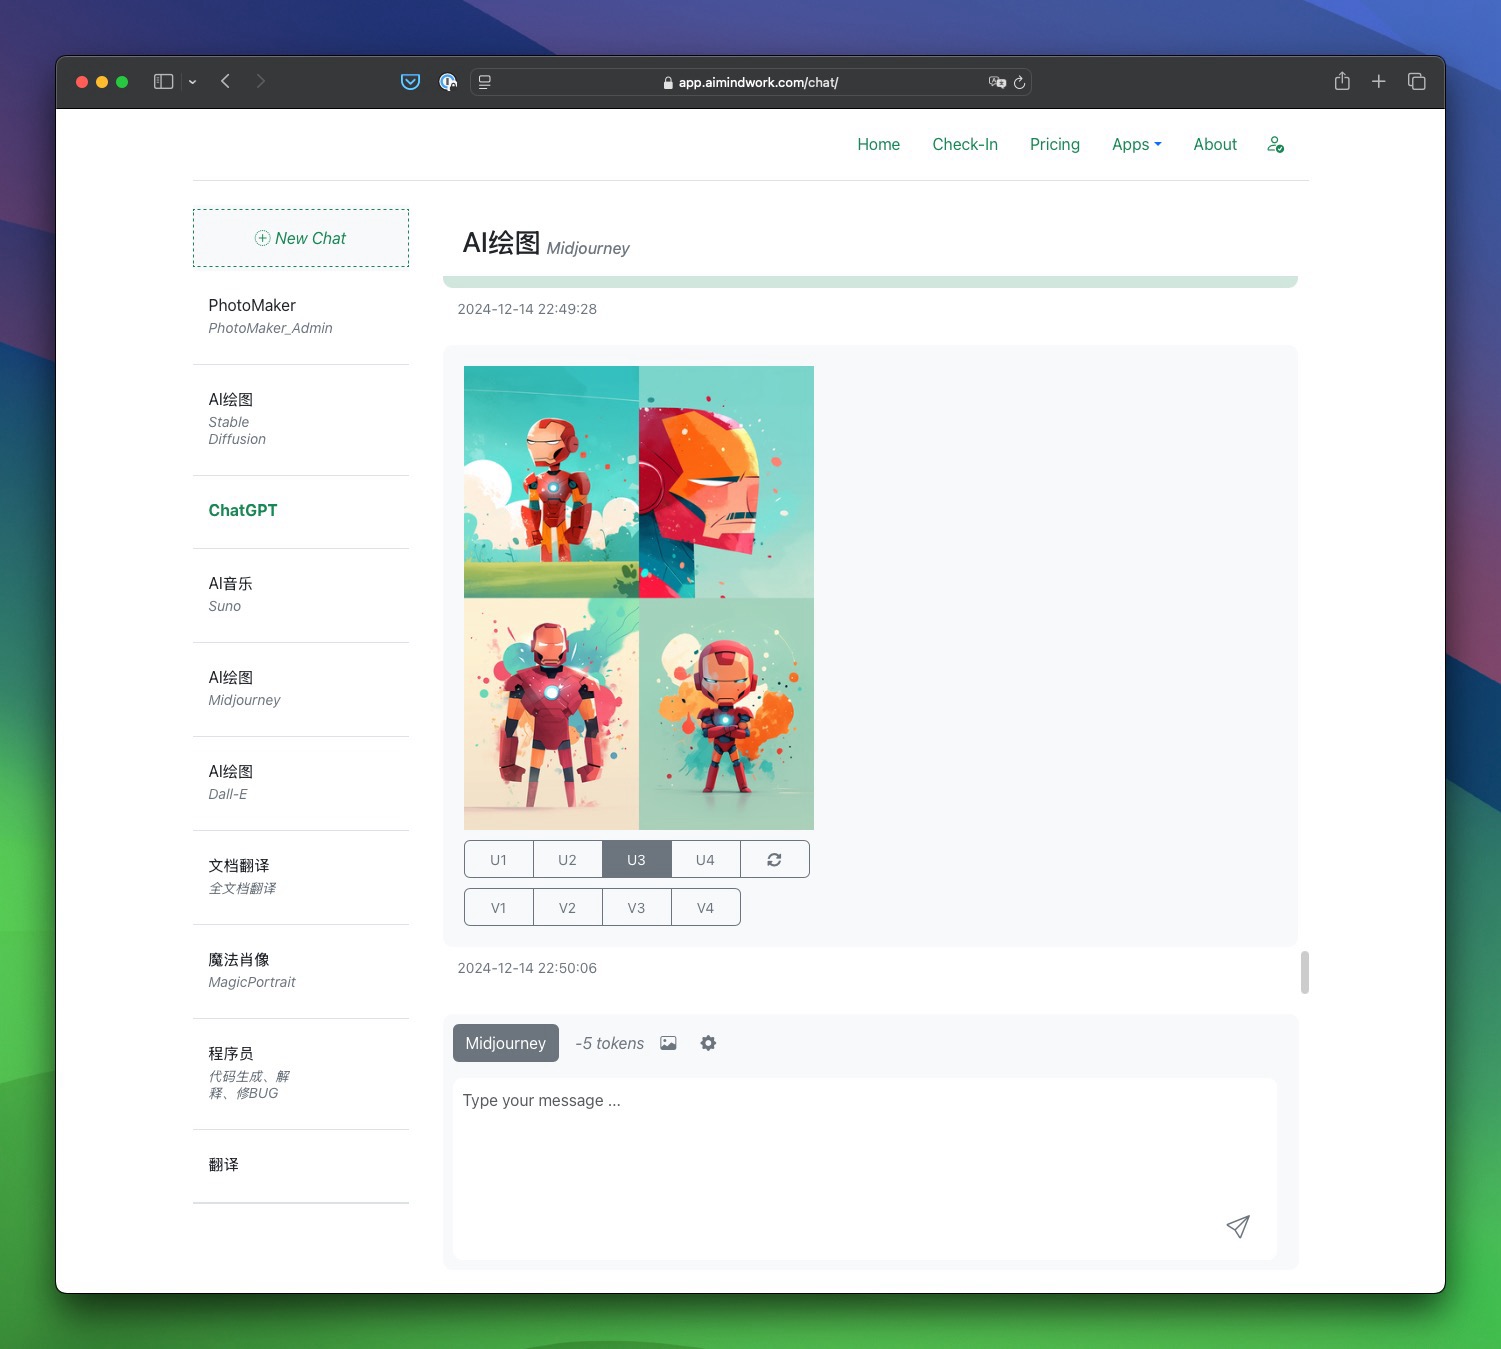 app.aimindwork.com/chat/
Home
Check-In
Pricing
Apps
About
New Chat
PhotoMaker
PhotoMaker_Admin
AI绘图
Stable
Diffusion
ChatGPT
AI音乐
Suno
AI绘图
Midjourney
AI绘图
Dall-E
文档翻译
全文档翻译
魔法肖像
MagicPortrait
程序员
代码生成、解
释、修BUG
翻译
AI绘图 Midjourney
2024-12-14 22:49:28
U1
U2
U3
U4
V1
V2
V3
V4
2024-12-14 22:50:06
Midjourney
-5 tokens
Type your message ...